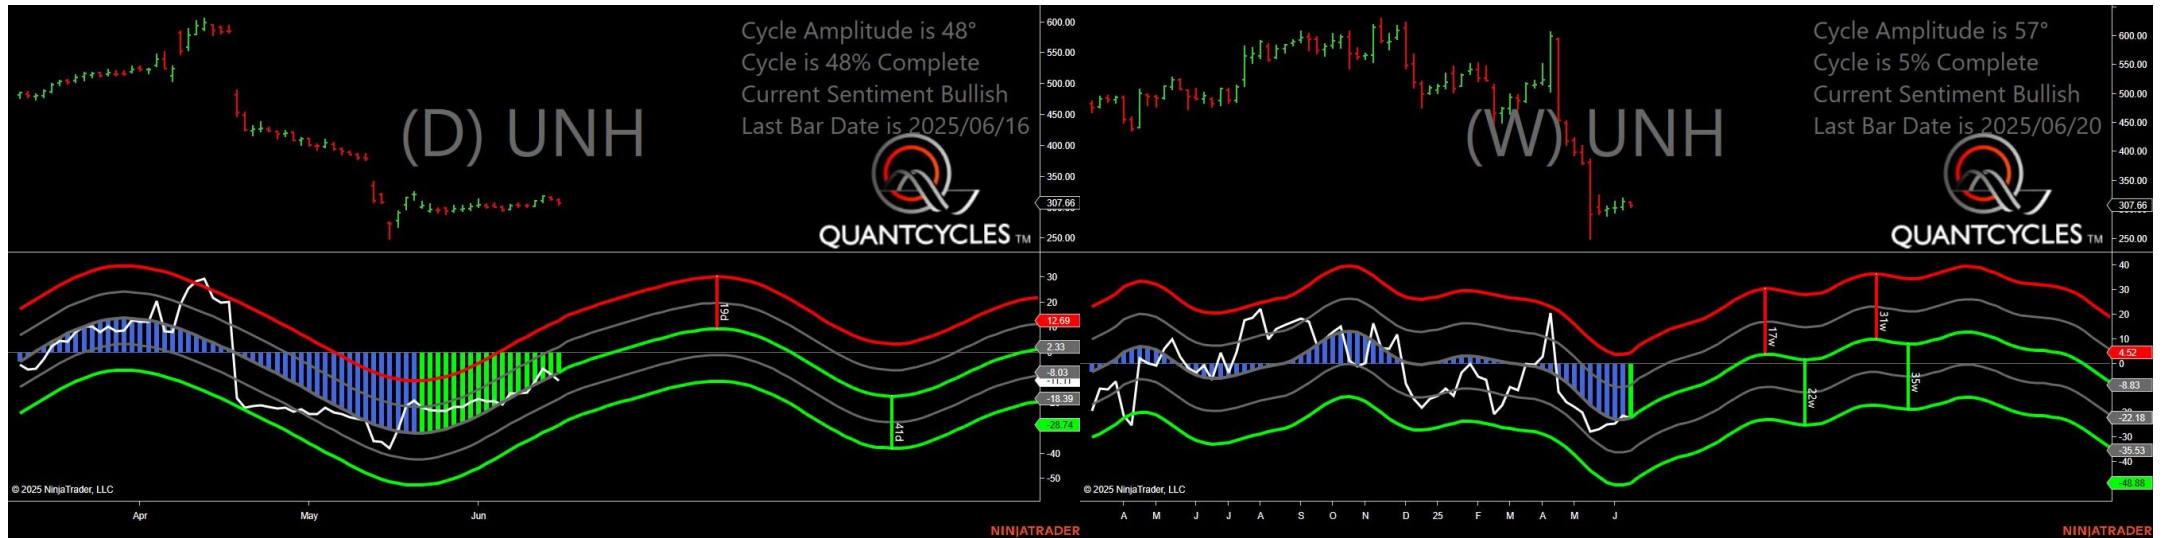 Cycle Amplitude is 48°
Cycle is 48% Complete
Current Sentiment Bullish
Last Bar Date is 2025/06/16
(D) UNH
QUANTCYCLES TM
600.00
550.00
500.00
450.00
400.00
350.00
307.66
250.00
30
20
12.69
2.33
-8.03
-11.11
-18.39
-28.74
-40
-50
19d
41d
© 2025 NinjaTrader, LLC
Apr
May
Jun
NINJATRADER
Cycle Amplitude is 57°
Cycle is 5% Complete
Current Sentiment Bullish
Last Bar Date is 2025/06/20
(W) UNH
QUANTCYCLES TM
600.00
550.00
500.00
450.00
400.00
350.00
307.66
250.00
40
30
20
10
4.52
0
-8.83
-22.18
-30
-35.53
-40
-48.88
17w
22w
31w
35w
© 2025 NinjaTrader, LLC
A M J J A S O N D 25 F M A M J
NINJATRADER